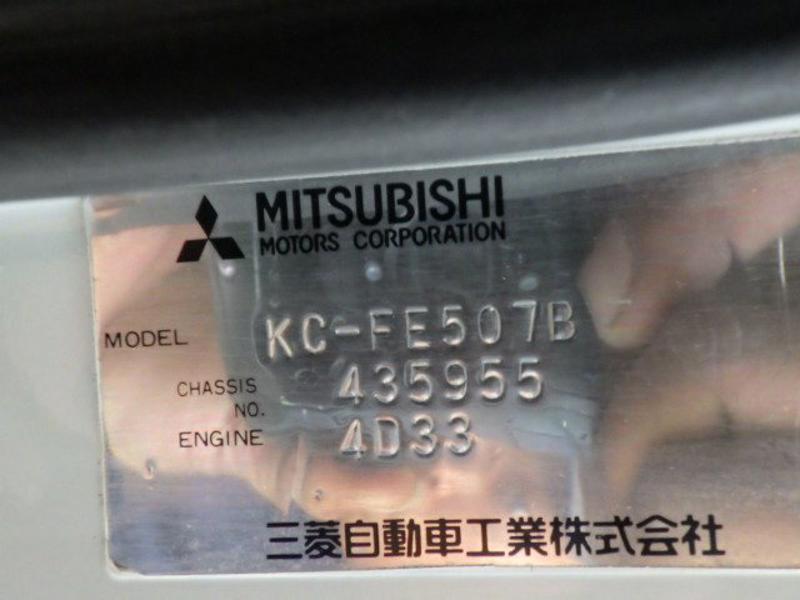 MITSUBISHI
MOTORS CORPORATION
MODEL KC-FE507B
CHASSIS NO. 435955
ENGINE 4D33
三菱自動車工業株式会社